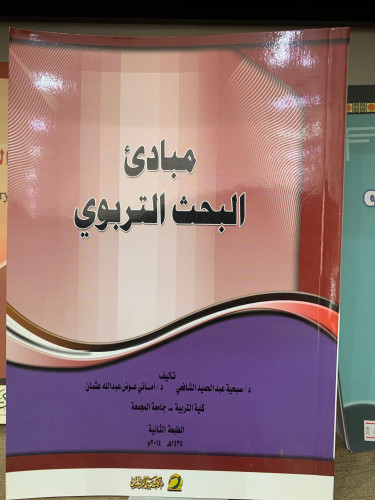 مبادئ
البحث التربوي
تأليف
د/ صبحية عبد الحميد الشافعي د/ أماني عوض عبدالله عثمان
كلية التربية - جامعة المجمعة
الطبعة الثانية
١٤٣٥هـ ٢٠١٤م